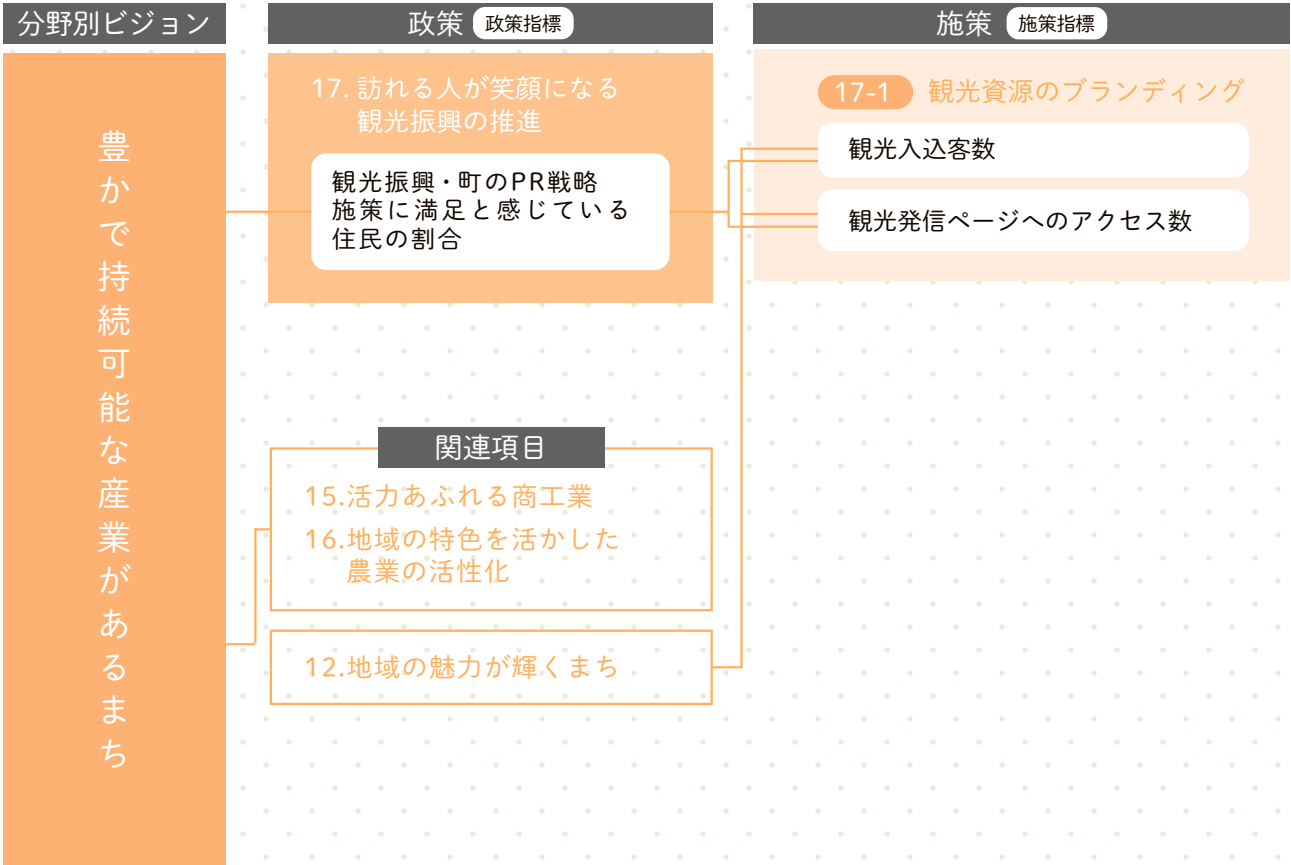 分野別ビジョン
政策 政策指標
施策 施策指標
豊かで持続可能な産業があるまち
17. 訪れる人が笑顔になる
観光振興の推進
観光振興・町のPR戦略
施策に満足と感じている
住民の割合
17-1 観光資源のブランディング
観光入込客数
観光発信ページへのアクセス数
関連項目
15.活力あふれる商工業
16.地域の特色を活かした
農業の活性化
12.地域の魅力が輝くまち